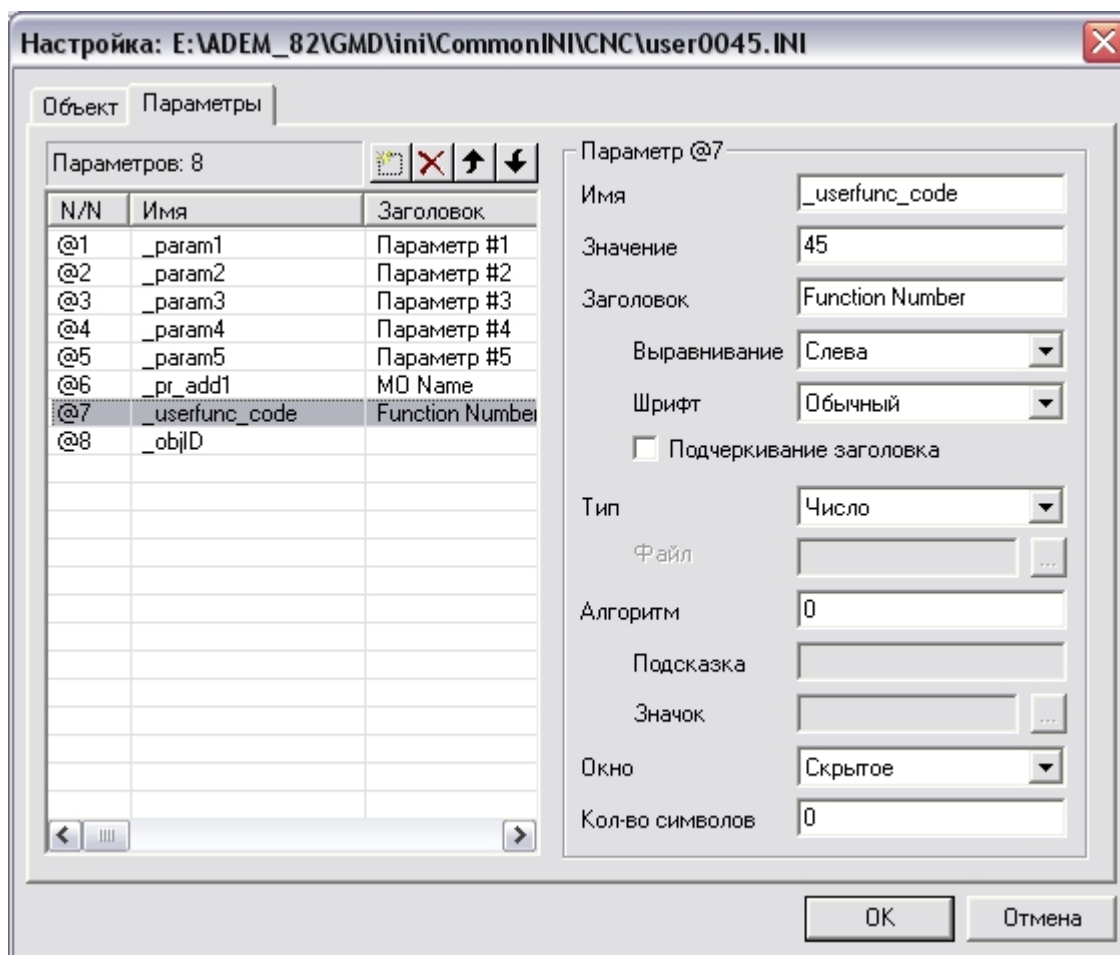 Настройка: E:\ADEM_82\GMD\ini\CommonINI\CNC\user0045.INI
Объект Параметры
Параметров: 8
N/N Имя Заголовок
@1 _param1 Параметр #1
@2 _param2 Параметр #2
@3 _param3 Параметр #3
@4 _param4 Параметр #4
@5 _param5 Параметр #5
@6 _pr_add1 MO Name
@7 _userfunc_code Function Number
@8 _objID
Параметр @7
Имя _userfunc_code
Значение 45
Заголовок Function Number
Выравнивание Слева
Шрифт Обычный
Подчеркивание заголовка
Тип Число
Файл ...
Алгоритм 0
Подсказка
Значок ...
Окно Скрытое
Кол-во символов 0
OK Отмена